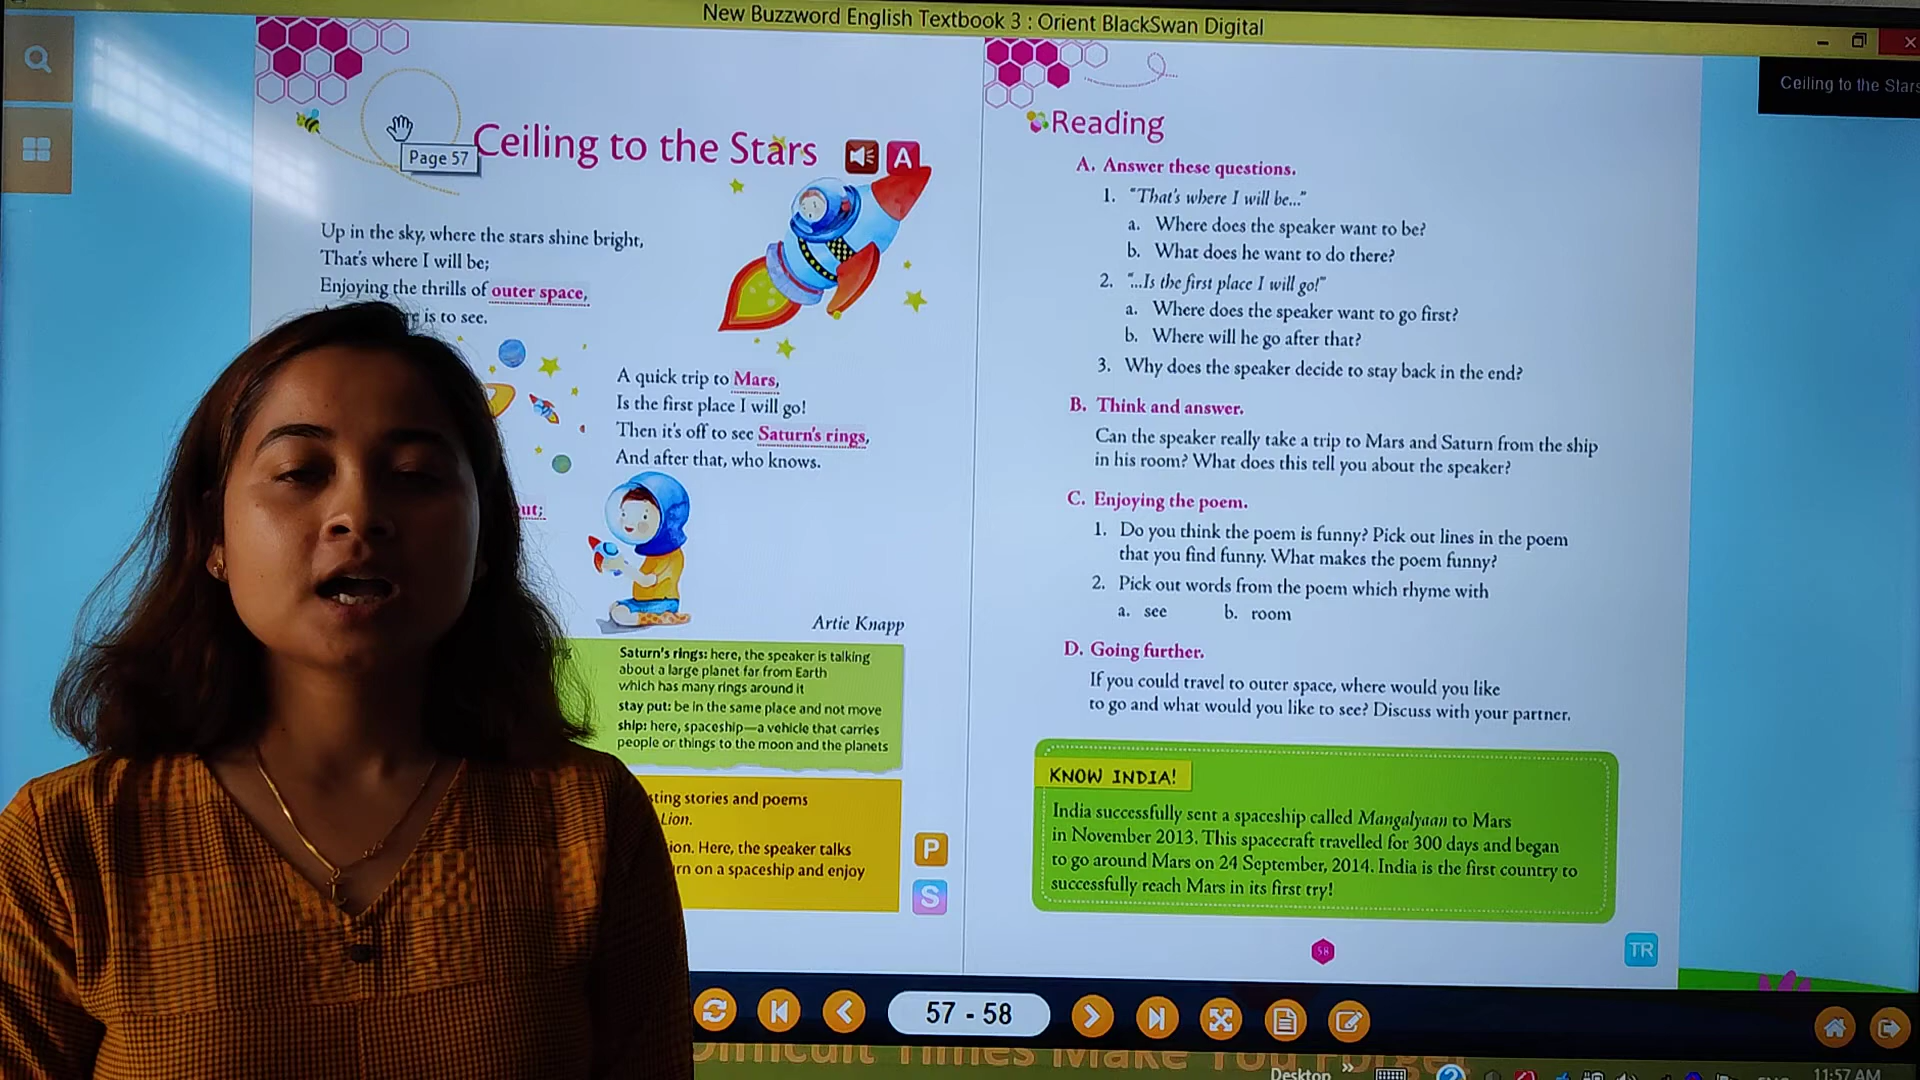 New Buzzword English Textbook 3 : Orient BlackSwan Digital
Ceiling to the Stars
Page 57
Ceiling to the Stars
A
Up in the sky, where the stars shine bright,
That's where I will be;
Enjoying the thrills of outer space,
is to see.
A quick trip to Mars,
Is the first place I will go!
Then it's off to see Saturn's rings,
And after that, who knows.
Artie Knapp
Saturn's rings: here, the speaker is talking
about a large planet far from Earth
which has many rings around it
stay put: be in the same place and not move
ship: here, spaceship—a vehicle that carries
people or things to the moon and the planets
stories and poems
Lion.
Here, the speaker talks
on a spaceship and enjoy
P
S
Reading
A. Answer these questions.
1. "That's where I will be..."
a. Where does the speaker want to be?
b. What does he want to do there?
2. "...Is the first place I will go!"
a. Where does the speaker want to go first?
b. Where will he go after that?
3. Why does the speaker decide to stay back in the end?
B. Think and answer.
Can the speaker really take a trip to Mars and Saturn from the ship
in his room? What does this tell you about the speaker?
C. Enjoying the poem.
1. Do you think the poem is funny? Pick out lines in the poem
that you find funny. What makes the poem funny?
2. Pick out words from the poem which rhyme with
a. see b. room
D. Going further.
If you could travel to outer space, where would you like
to go and what would you like to see? Discuss with your partner.
KNOW INDIA!
India successfully sent a spaceship called Mangalyaan to Mars
in November 2013. This spacecraft travelled for 300 days and began
to go around Mars on 24 September, 2014. India is the first country to
successfully reach Mars in its first try!
58
TR
57 - 58
Difficult Times Make You Forget
Desktop
11:57 AM